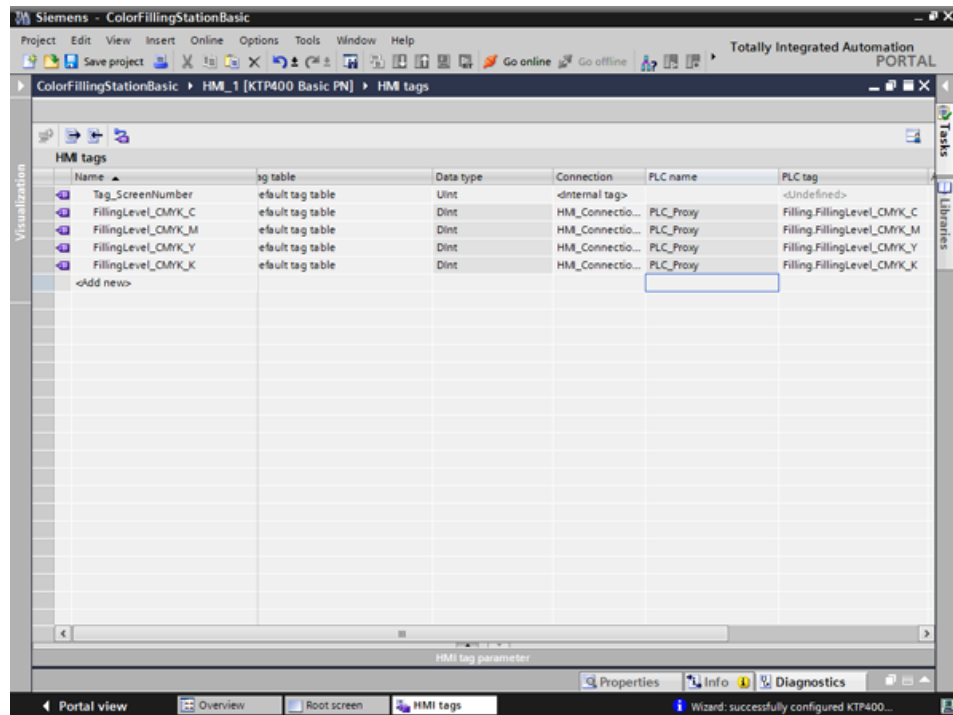 Siemens - ColorFillingStationBasic
Project Edit View Insert Online Options Tools Window Help
Totally Integrated Automation
PORTAL
Save project Go online Go offline
ColorFillingStationBasic HMI_1 [KTP400 Basic PN] HMI tags
HMI tags
Name ag table Data type Connection PLC name PLC tag
Tag_ScreenNumber efault tag table UInt <Internal tag> <Undefined>
FillingLevel_CMYK_C efault tag table DInt HMI_Connectio... PLC_Proxy Filling.FillingLevel_CMYK_C
FillingLevel_CMYK_M efault tag table DInt HMI_Connectio... PLC_Proxy Filling.FillingLevel_CMYK_M
FillingLevel_CMYK_Y efault tag table DInt HMI_Connectio... PLC_Proxy Filling.FillingLevel_CMYK_Y
FillingLevel_CMYK_K efault tag table DInt HMI_Connectio... PLC_Proxy Filling.FillingLevel_CMYK_K
<Add new>
Visualization
Tasks
Libraries
HMI tag parameter
Properties Info Diagnostics
Portal view Overview Root screen HMI tags Wizard: successfully configured KTP400...